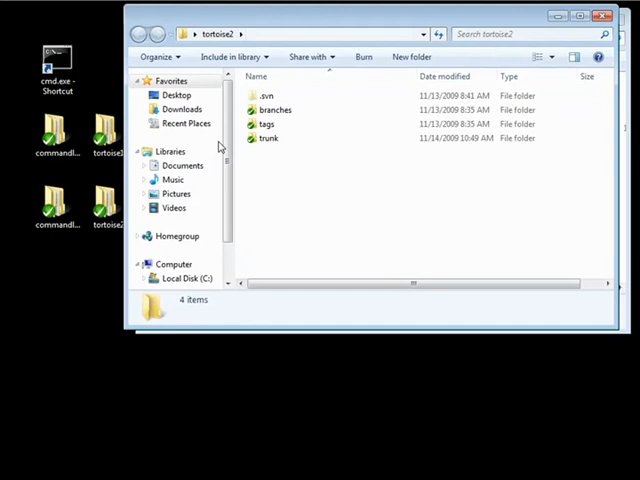 tortoise2
Search tortoise2
Organize
Include in library
Share with
Burn
New folder
Name
Date modified
Type
Size
Favorites
Desktop
Downloads
Recent Places
Libraries
Documents
Music
Pictures
Videos
Homegroup
Computer
Local Disk (C:)
.svn 11/13/2009 8:41 AM File folder
branches 11/13/2009 8:35 AM File folder
tags 11/13/2009 8:35 AM File folder
trunk 11/14/2009 10:49 AM File folder
4 items
cmd.exe -
Shortcut
commandl...
tortoise1
commandl...
tortoise2